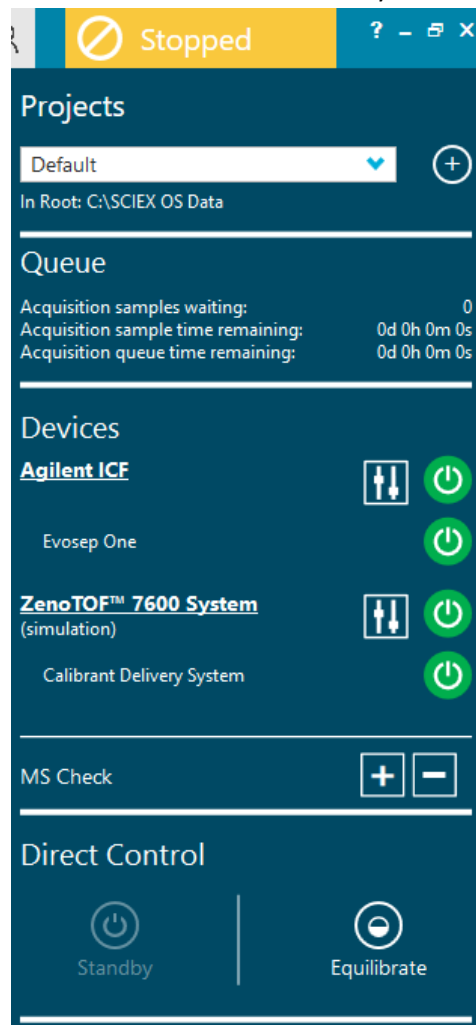 Stopped
?
Projects
Default
In Root: C:\SCIEX OS Data
Queue
Acquisition samples waiting: 0
Acquisition sample time remaining: 0d 0h 0m 0s
Acquisition queue time remaining: 0d 0h 0m 0s
Devices
Agilent ICF
Evosep One
ZenoTOF™ 7600 System
(simulation)
Calibrant Delivery System
MS Check
Direct Control
Standby Equilibrate